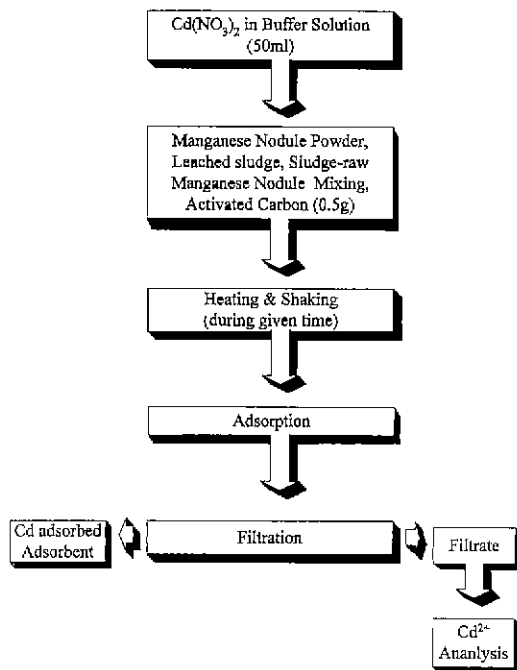 Cd(NO₃)₂ in Buffer Solution
(50ml)
Manganese Nodule Powder,
Leached sludge, Sludge-raw
Manganese Nodule Mixing,
Activated Carbon (0.5g)
Heating & Shaking
(during given time)
Adsorption
Cd adsorbed
Adsorbent
Filtration
Filtrate
Cd²⁺
Ananlysis